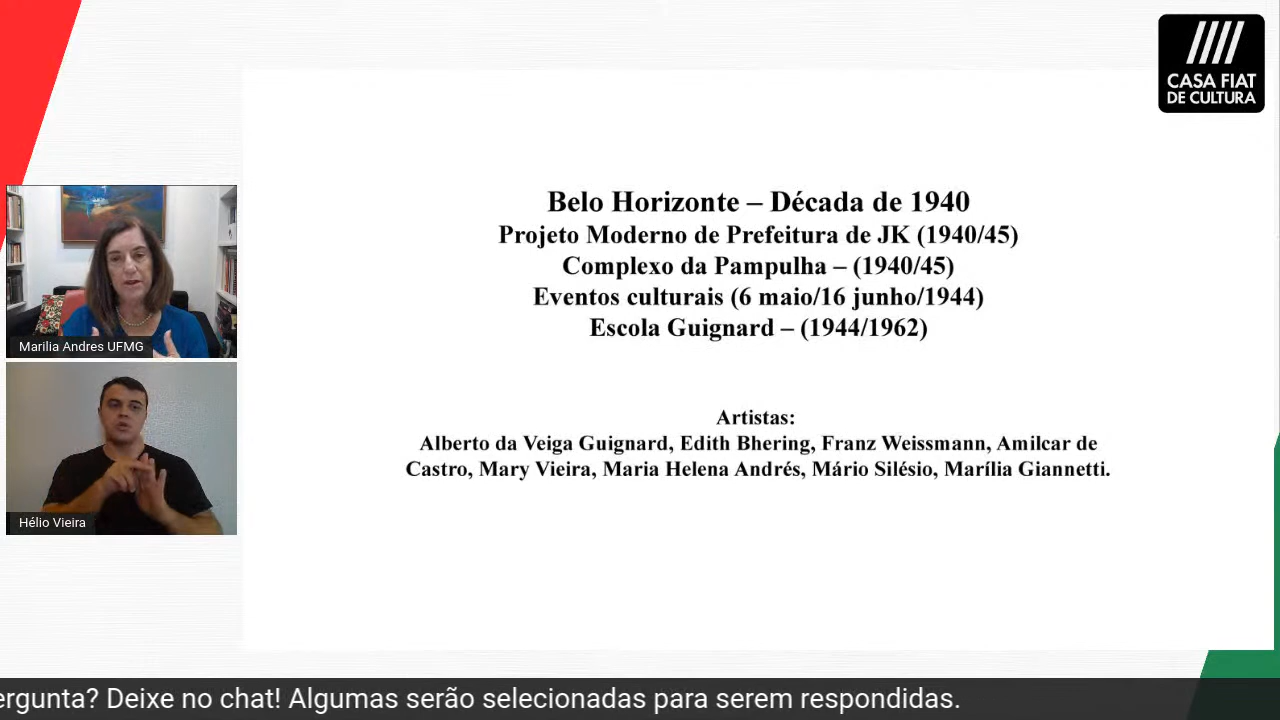 CASA FIAT
DE CULTURA
Belo Horizonte – Década de 1940
Projeto Moderno de Prefeitura de JK (1940/45)
Complexo da Pampulha – (1940/45)
Eventos culturais (6 maio/16 junho/1944)
Escola Guignard – (1944/1962)
Artistas:
Alberto da Veiga Guignard, Edith Bhering, Franz Weissmann, Amilcar de
Castro, Mary Vieira, Maria Helena Andrés, Mário Silésio, Marília Giannetti.
Marilia Andres UFMG
Hélio Vieira
ergunta? Deixe no chat! Algumas serão selecionadas para serem respondidas.